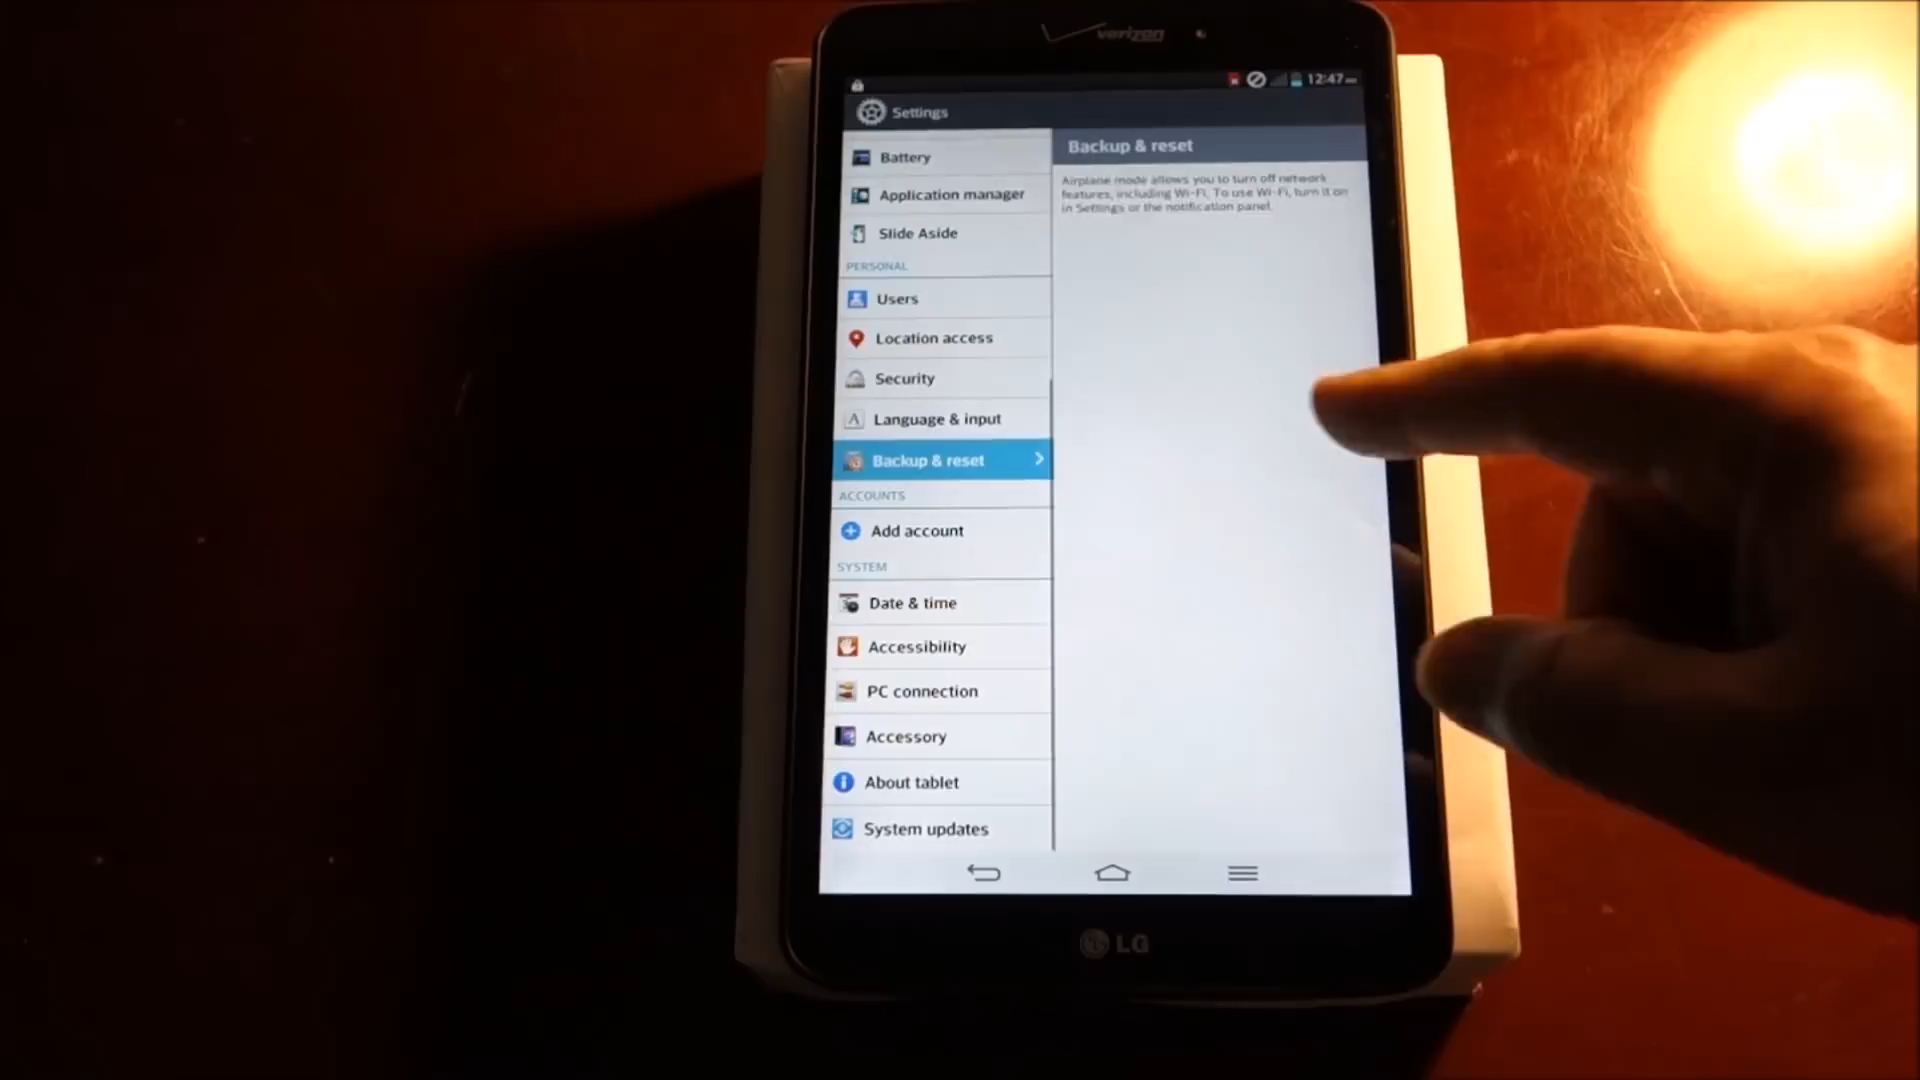 verizon
12:47
Settings
Battery
Application manager
Slide Aside
PERSONAL
Users
Location access
Security
Language & input
Backup & reset
ACCOUNTS
Add account
SYSTEM
Date & time
Accessibility
PC connection
Accessory
About tablet
System updates
Backup & reset
Airplane mode allows you to turn off network
features, including Wi-Fi. To use Wi-Fi, turn it on
in Settings or the notification panel.
LG